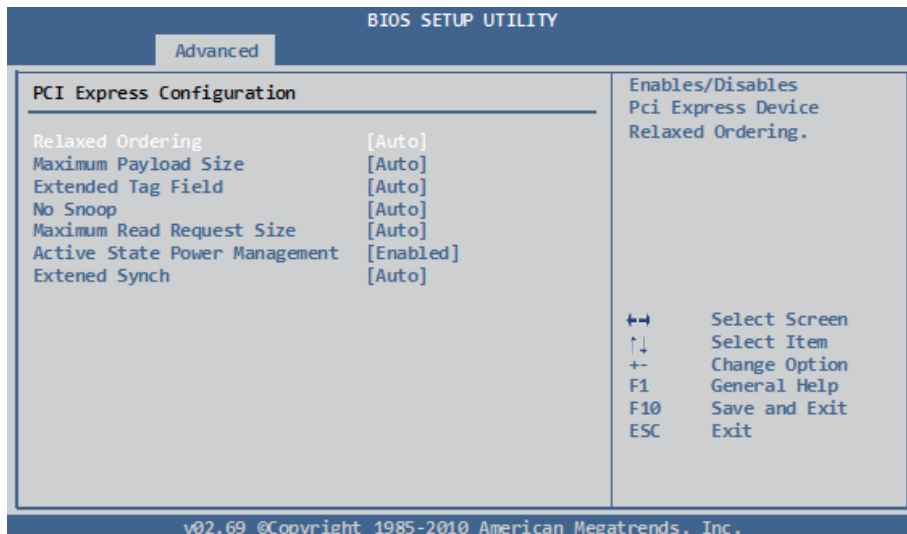 BIOS SETUP UTILITY
Advanced
PCI Express Configuration
Relaxed Ordering [Auto]
Maximum Payload Size [Auto]
Extended Tag Field [Auto]
No Snoop [Auto]
Maximum Read Request Size [Auto]
Active State Power Management [Enabled]
Extened Synch [Auto]
Enables/Disables
Pci Express Device
Relaxed Ordering.
←→ Select Screen
↑↓ Select Item
+- Change Option
F1 General Help
F10 Save and Exit
ESC Exit
v02.69 ©Copyright 1985-2010 American Megatrends, Inc.